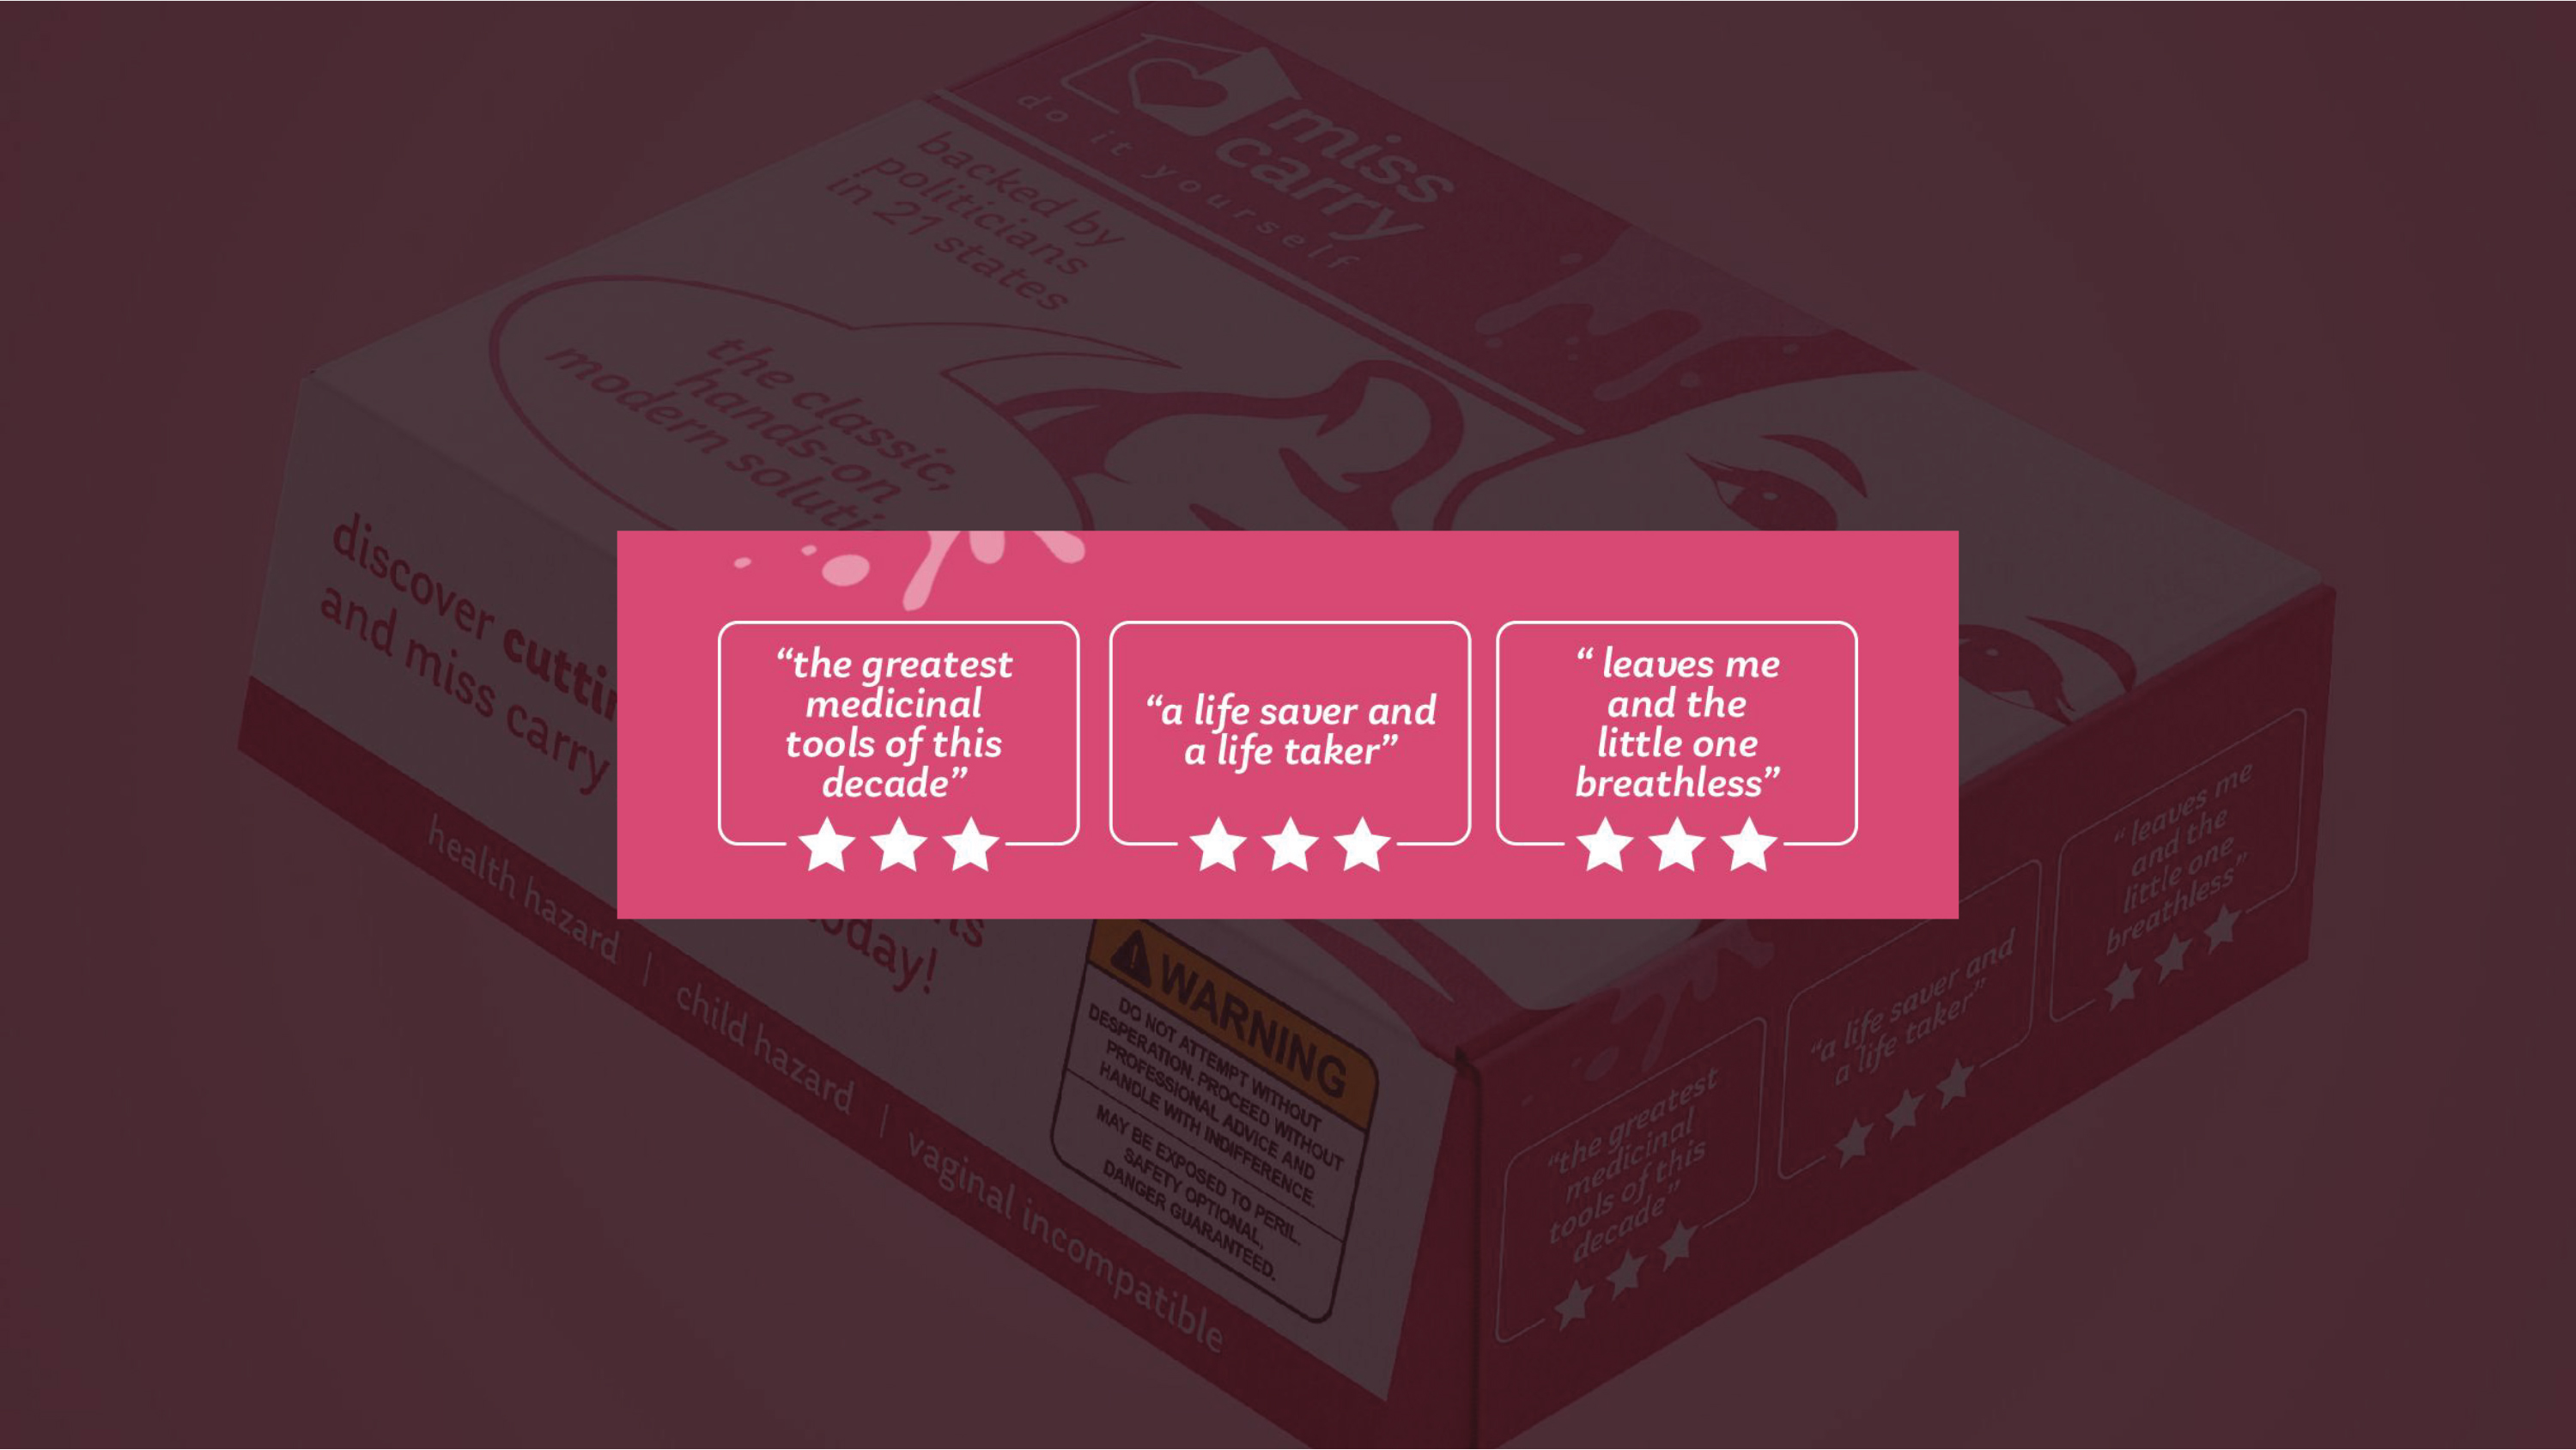 miss
carry
do it yourself
backed by
politicians
in 21 states
the classic,
hands-on
modern
discover
and miss carry
today!
“the greatest
medicinal
tools of this
decade”
“a life saver and
a life taker”
“ leaves me
and the
little one
breathless”
health hazard | child hazard | vaginal incompatible
WARNING
DO NOT ATTEMPT WITHOUT
DESPERATION. PROCEED WITHOUT
PROFESSIONAL ADVICE AND
HANDLE WITH INDIFFERENCE.
MAY BE EXPOSED TO PERIL.
SAFETY OPTIONAL,
DANGER GUARANTEED.
“the greatest
medicinal
tools of this
decade”
“a life saver and
a life taker”
“ leaves me
and the
little one
breathless”